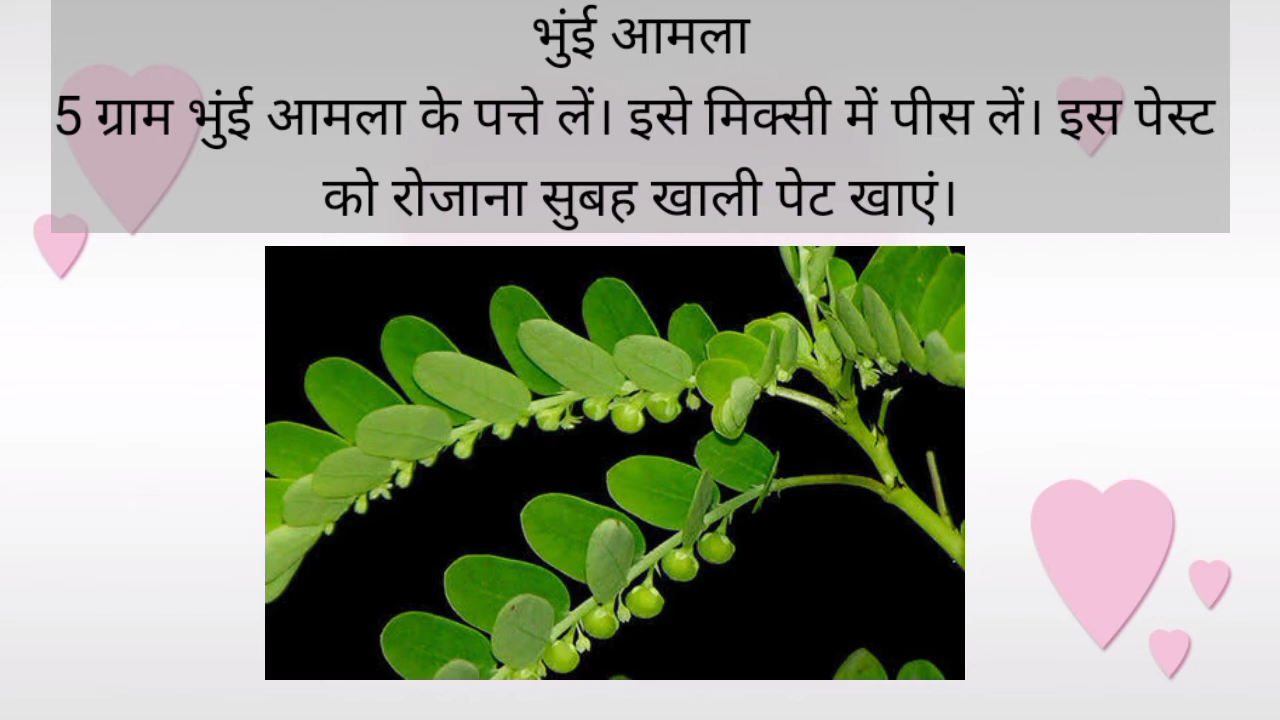 भुंई आमला
5 ग्राम भुंई आमला के पत्ते लें। इसे मिक्सी में पीस लें। इस पेस्ट
को रोजाना सुबह खाली पेट खाएं।